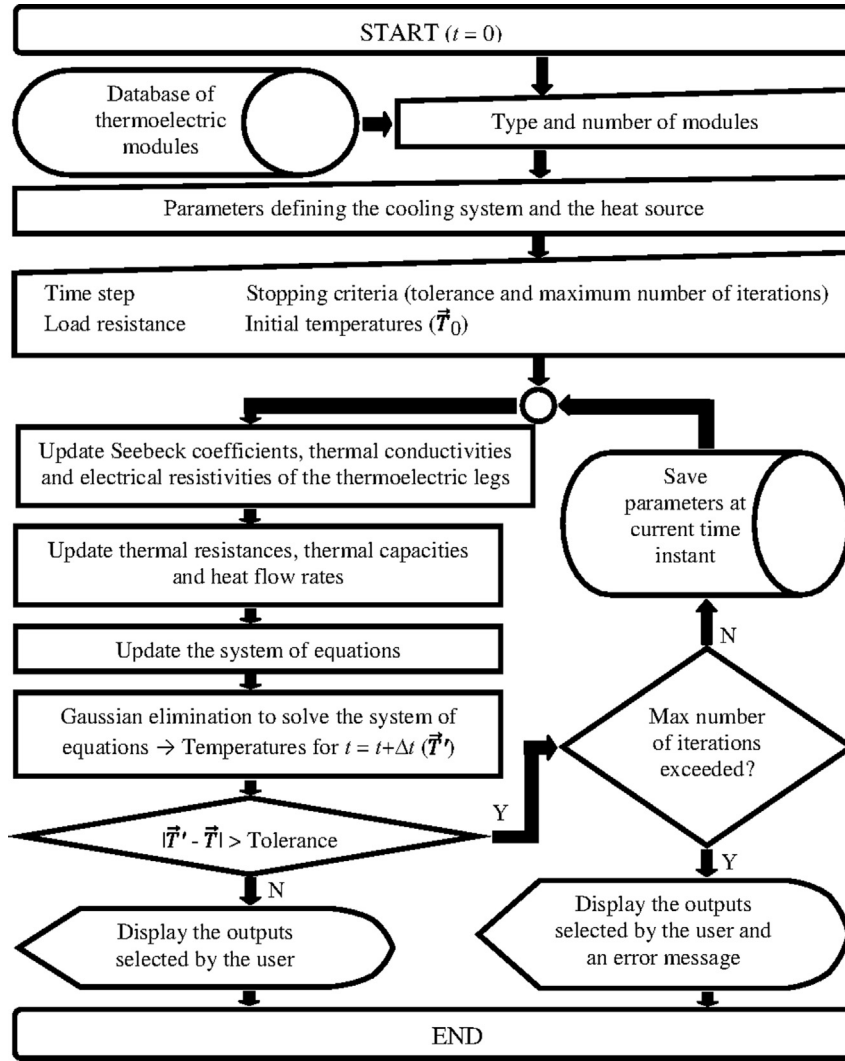 START (t = 0)
Database of
thermoelectric
modules
Type and number of modules
Parameters defining the cooling system and the heat source
Time step Stopping criteria (tolerance and maximum number of iterations)
Load resistance Initial temperatures (T⃗₀)
Update Seebeck coefficients, thermal conductivities
and electrical resistivities of the thermoelectric legs
Save
parameters at
current time
instant
Update thermal resistances, thermal capacities
and heat flow rates
N
Update the system of equations
Gaussian elimination to solve the system of
equations → Temperatures for t = t+Δt (T⃗')
Max number
of iterations
exceeded?
Y
|T⃗' - T⃗| > Tolerance
Y
N
Display the outputs
selected by the user
Display the outputs
selected by the user and
an error message
END